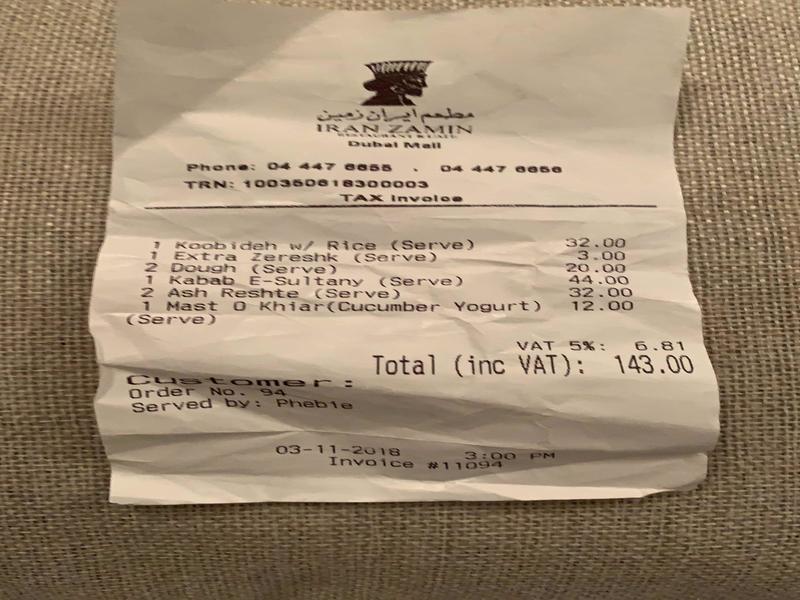 مطعم ايران زمين
IRAN ZAMIN
RESTAURANT & CAFE
Dubai Mall
Phone: 04 447 6655 . 04 447 6656
TRN: 100350618300003
TAX Invoice
1 Koobideh w/ Rice (Serve) 32.00
1 Extra Zereshk (Serve) 3.00
2 Dough (Serve) 20.00
1 Kabab E-Sultany (Serve) 44.00
2 Ash Reshte (Serve) 32.00
1 Mast O Khiar(Cucumber Yogurt) 12.00
(Serve)
VAT 5%: 6.81
Total (inc VAT): 143.00
Customer:
Order No. 94
Served by: Phebie
03-11-2018 3:00 PM
Invoice #11094